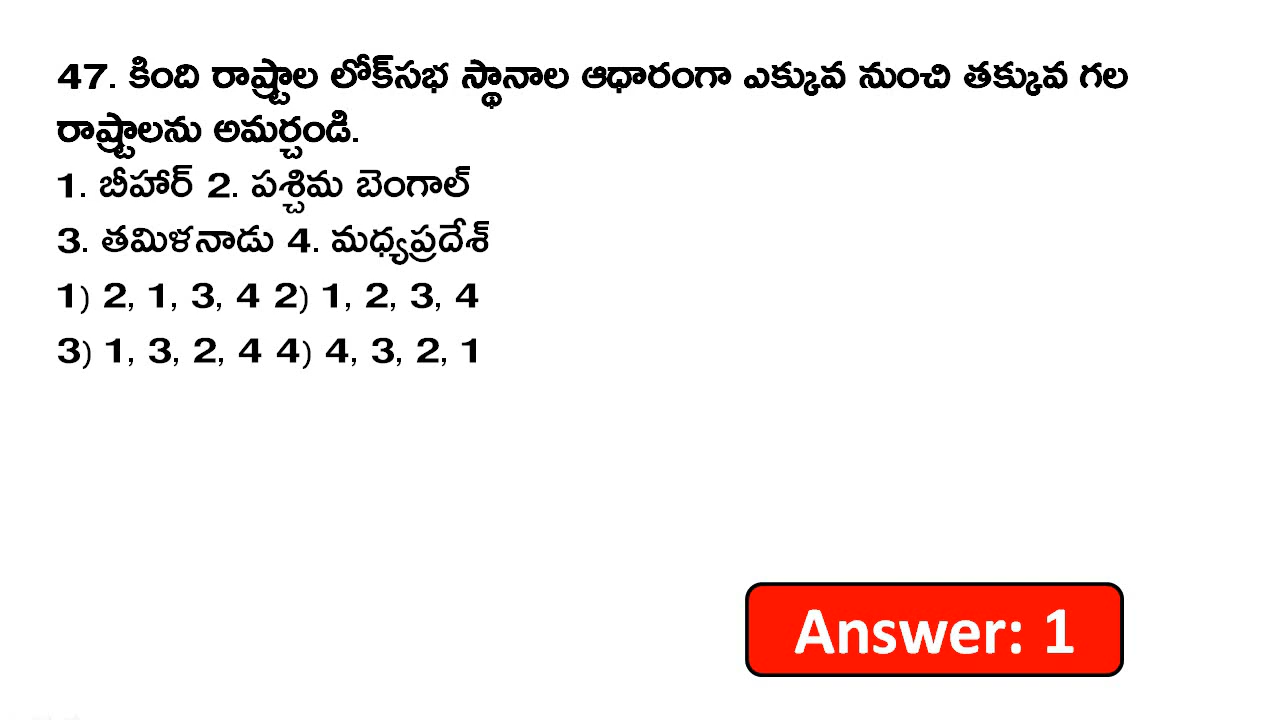 47. కింది రాష్ట్రాల లోక్‌సభ స్థానాల ఆధారంగా ఎక్కువ నుంచి తక్కువ గల
రాష్ట్రాలను అమర్చండి.
1. బీహార్ 2. పశ్చిమ బెంగాల్
3. తమిళనాడు 4. మధ్యప్రదేశ్
1) 2, 1, 3, 4 2) 1, 2, 3, 4
3) 1, 3, 2, 4 4) 4, 3, 2, 1
Answer: 1